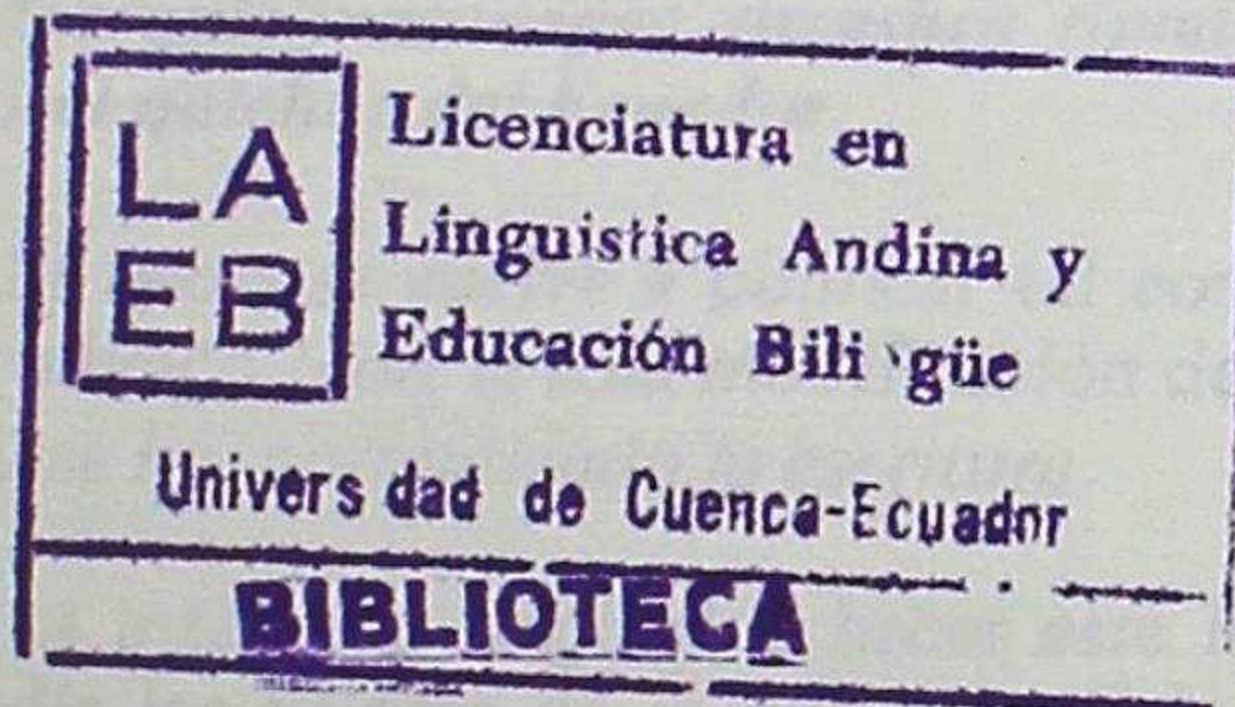 LA
EB
Licenciatura en
Linguistica Andina y
Educación Bili güe
Univers dad de Cuenca-Ecuador
BIBLIOTECA